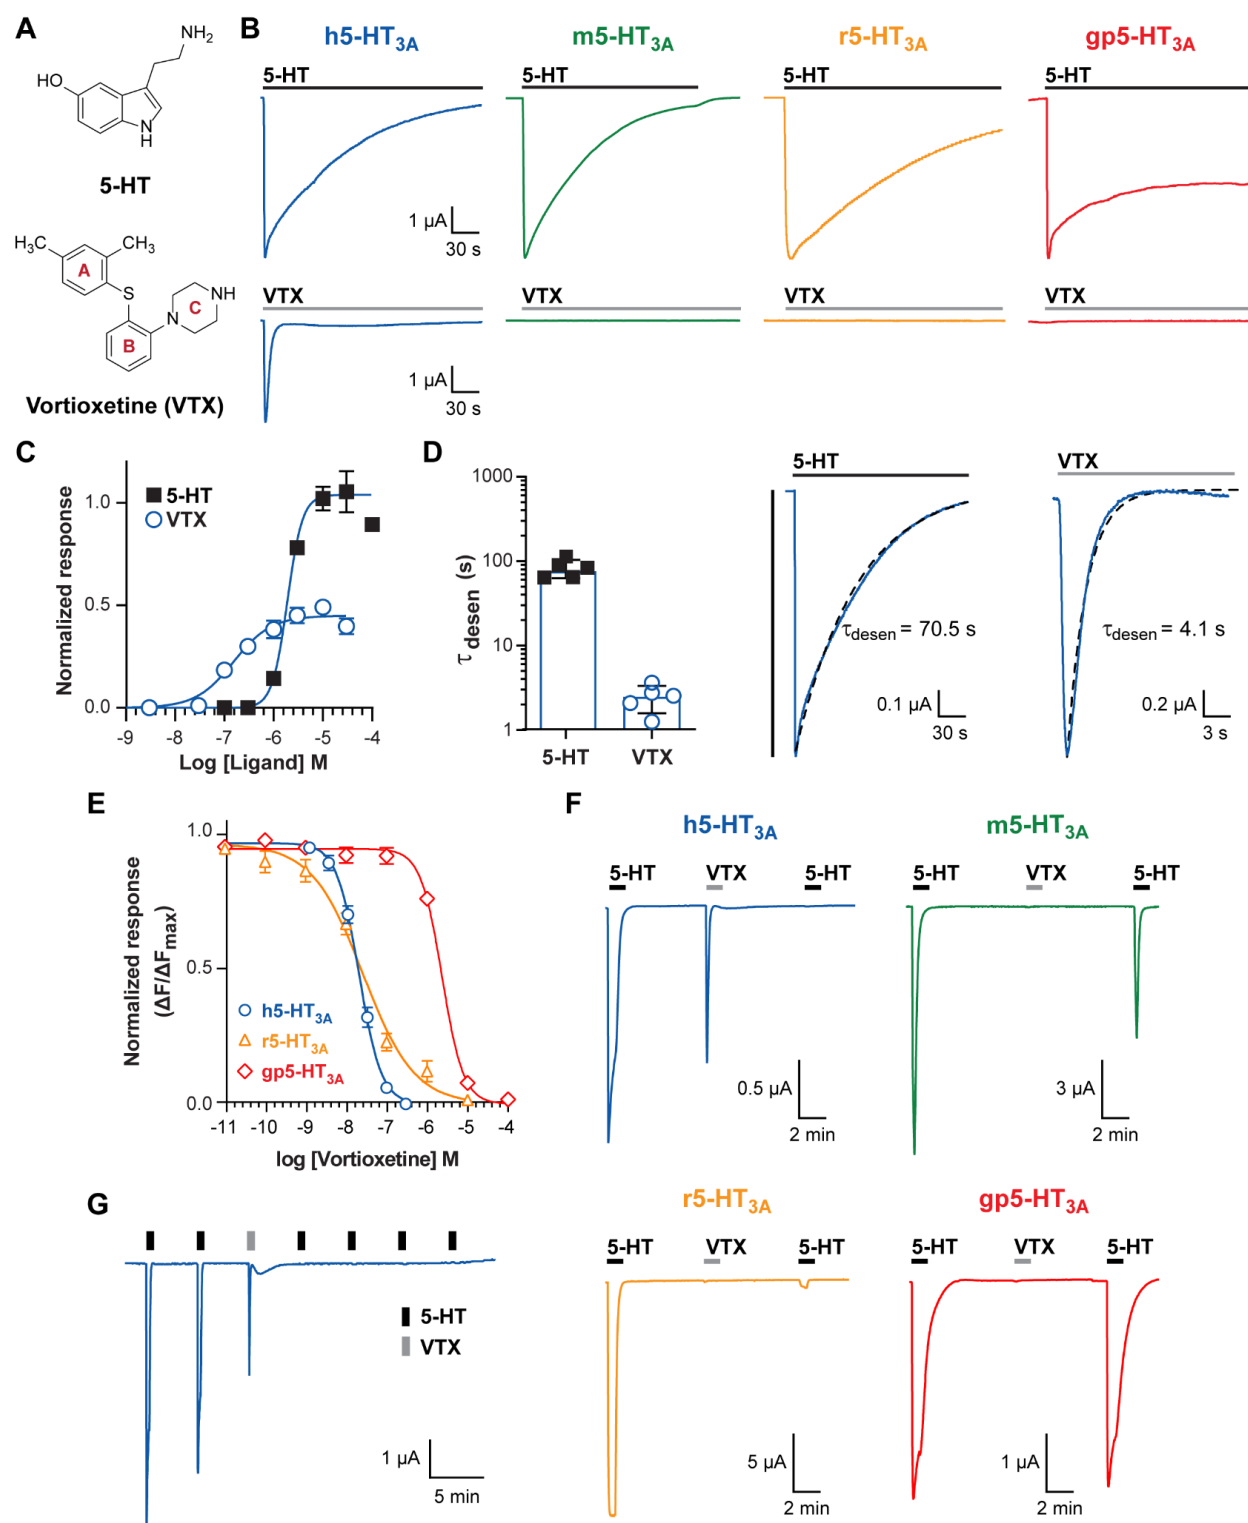 A
NH2
HO
N
H
5-HT
H3C
CH3
A
S
NH
C
N
B
Vortioxetine (VTX)
B
h5-HT3A
m5-HT3A
r5-HT3A
gp5-HT3A
5-HT
5-HT
5-HT
5-HT
1 µA
30 s
VTX
VTX
VTX
VTX
1 µA
30 s
C
Normalized response
1.0
0.5
0.0
5-HT
VTX
-9 -8 -7 -6 -5 -4
Log [Ligand] M
D
τ desen (s)
1000
100
10
1
5-HT
VTX
5-HT
τdesen = 70.5 s
0.1 µA
30 s
VTX
τdesen = 4.1 s
0.2 µA
3 s
E
Normalized response
(ΔF/ΔFmax)
1.0
0.5
0.0
h5-HT3A
r5-HT3A
gp5-HT3A
-11 -10 -9 -8 -7 -6 -5 -4
log [Vortioxetine] M
F
h5-HT3A
5-HT
VTX
5-HT
0.5 µA
2 min
m5-HT3A
5-HT
VTX
5-HT
3 µA
2 min
r5-HT3A
5-HT
VTX
5-HT
5 µA
2 min
gp5-HT3A
5-HT
VTX
5-HT
1 µA
2 min
G
5-HT
VTX
1 µA
5 min